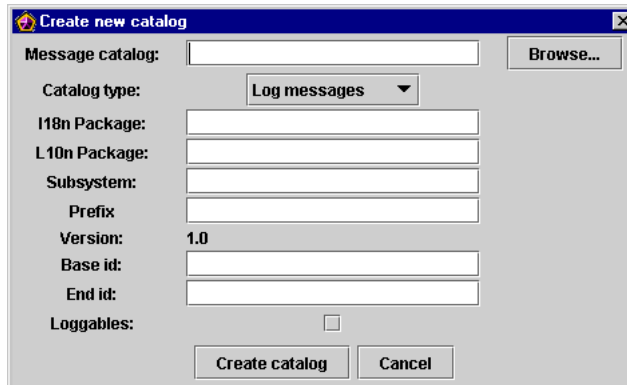 Create new catalog
Message catalog: Browse...
Catalog type: Log messages
I18n Package:
L10n Package:
Subsystem:
Prefix
Version: 1.0
Base id:
End id:
Loggables:
Create catalog Cancel